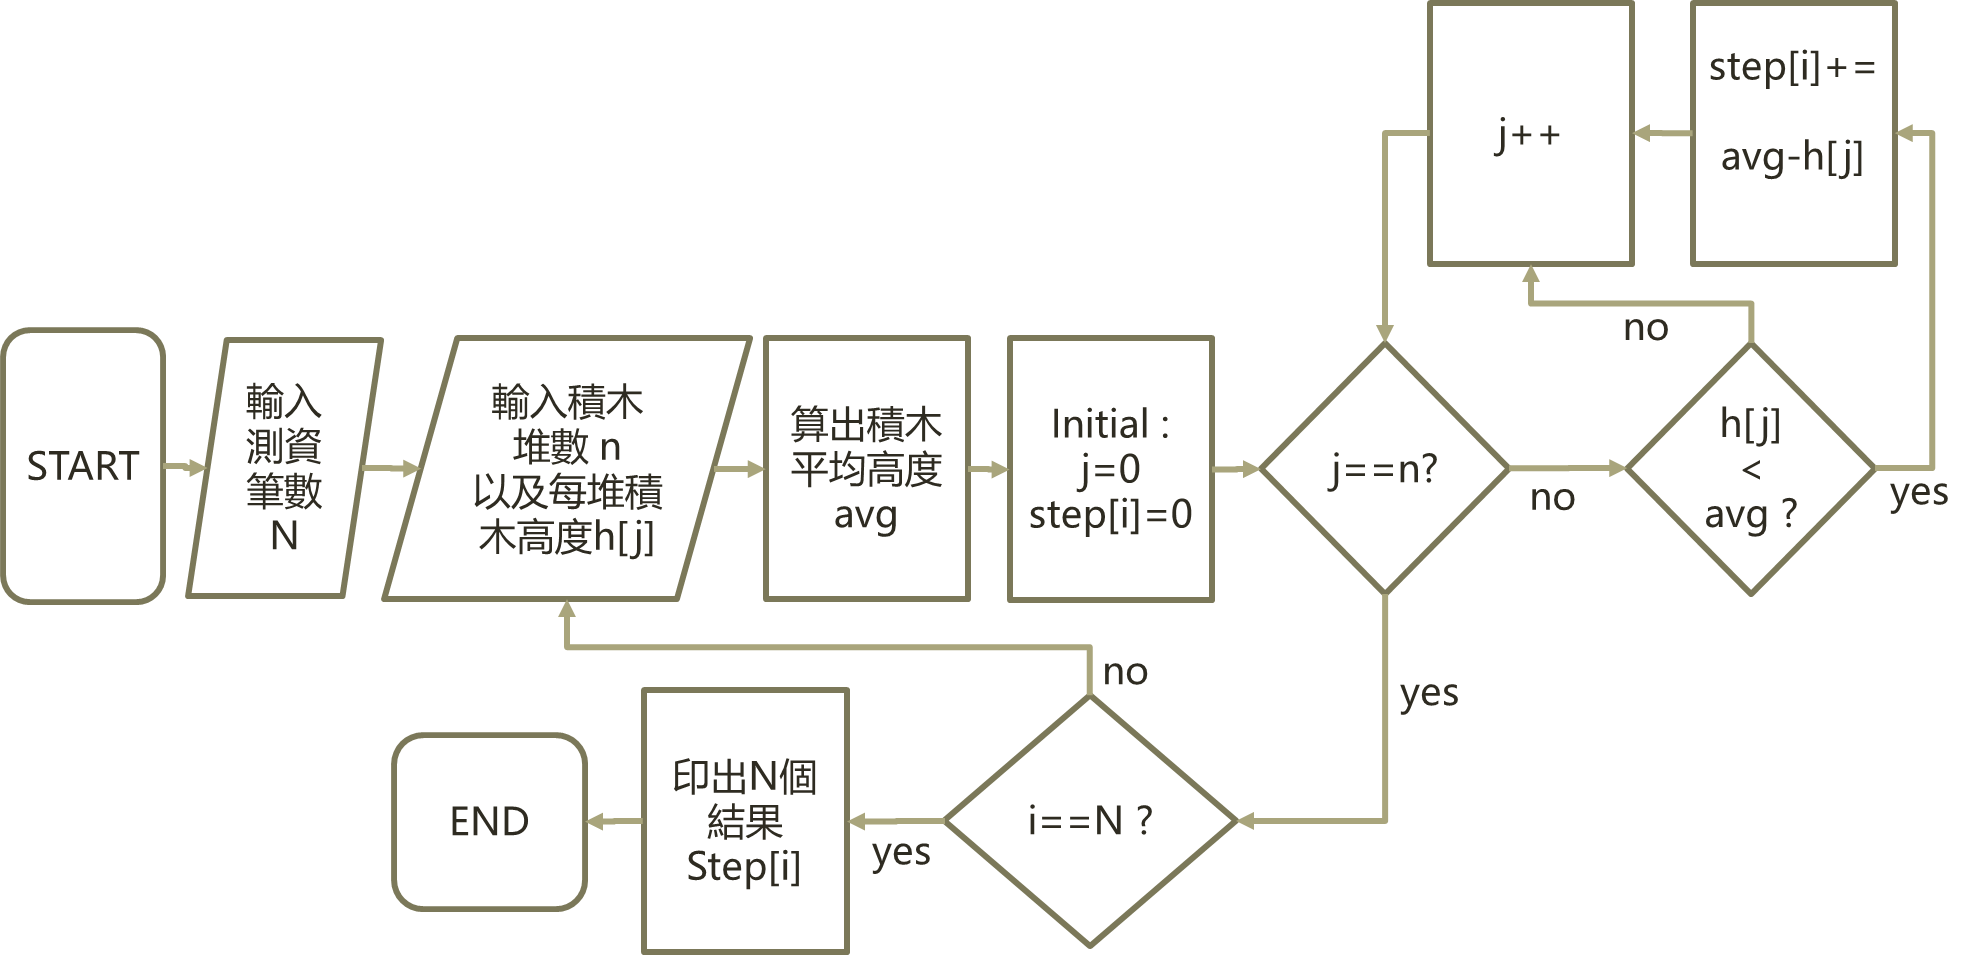 START
輸入
測資
筆數
N
輸入積木
堆數 n
以及每堆積
木高度h[j]
算出積木
平均高度
avg
Initial :
j=0
step[i]=0
j==n?
no
h[j]
<
avg ?
yes
step[i]+=
avg-h[j]
j++
no
yes
i==N ?
no
yes
印出N個
結果
Step[i]
END